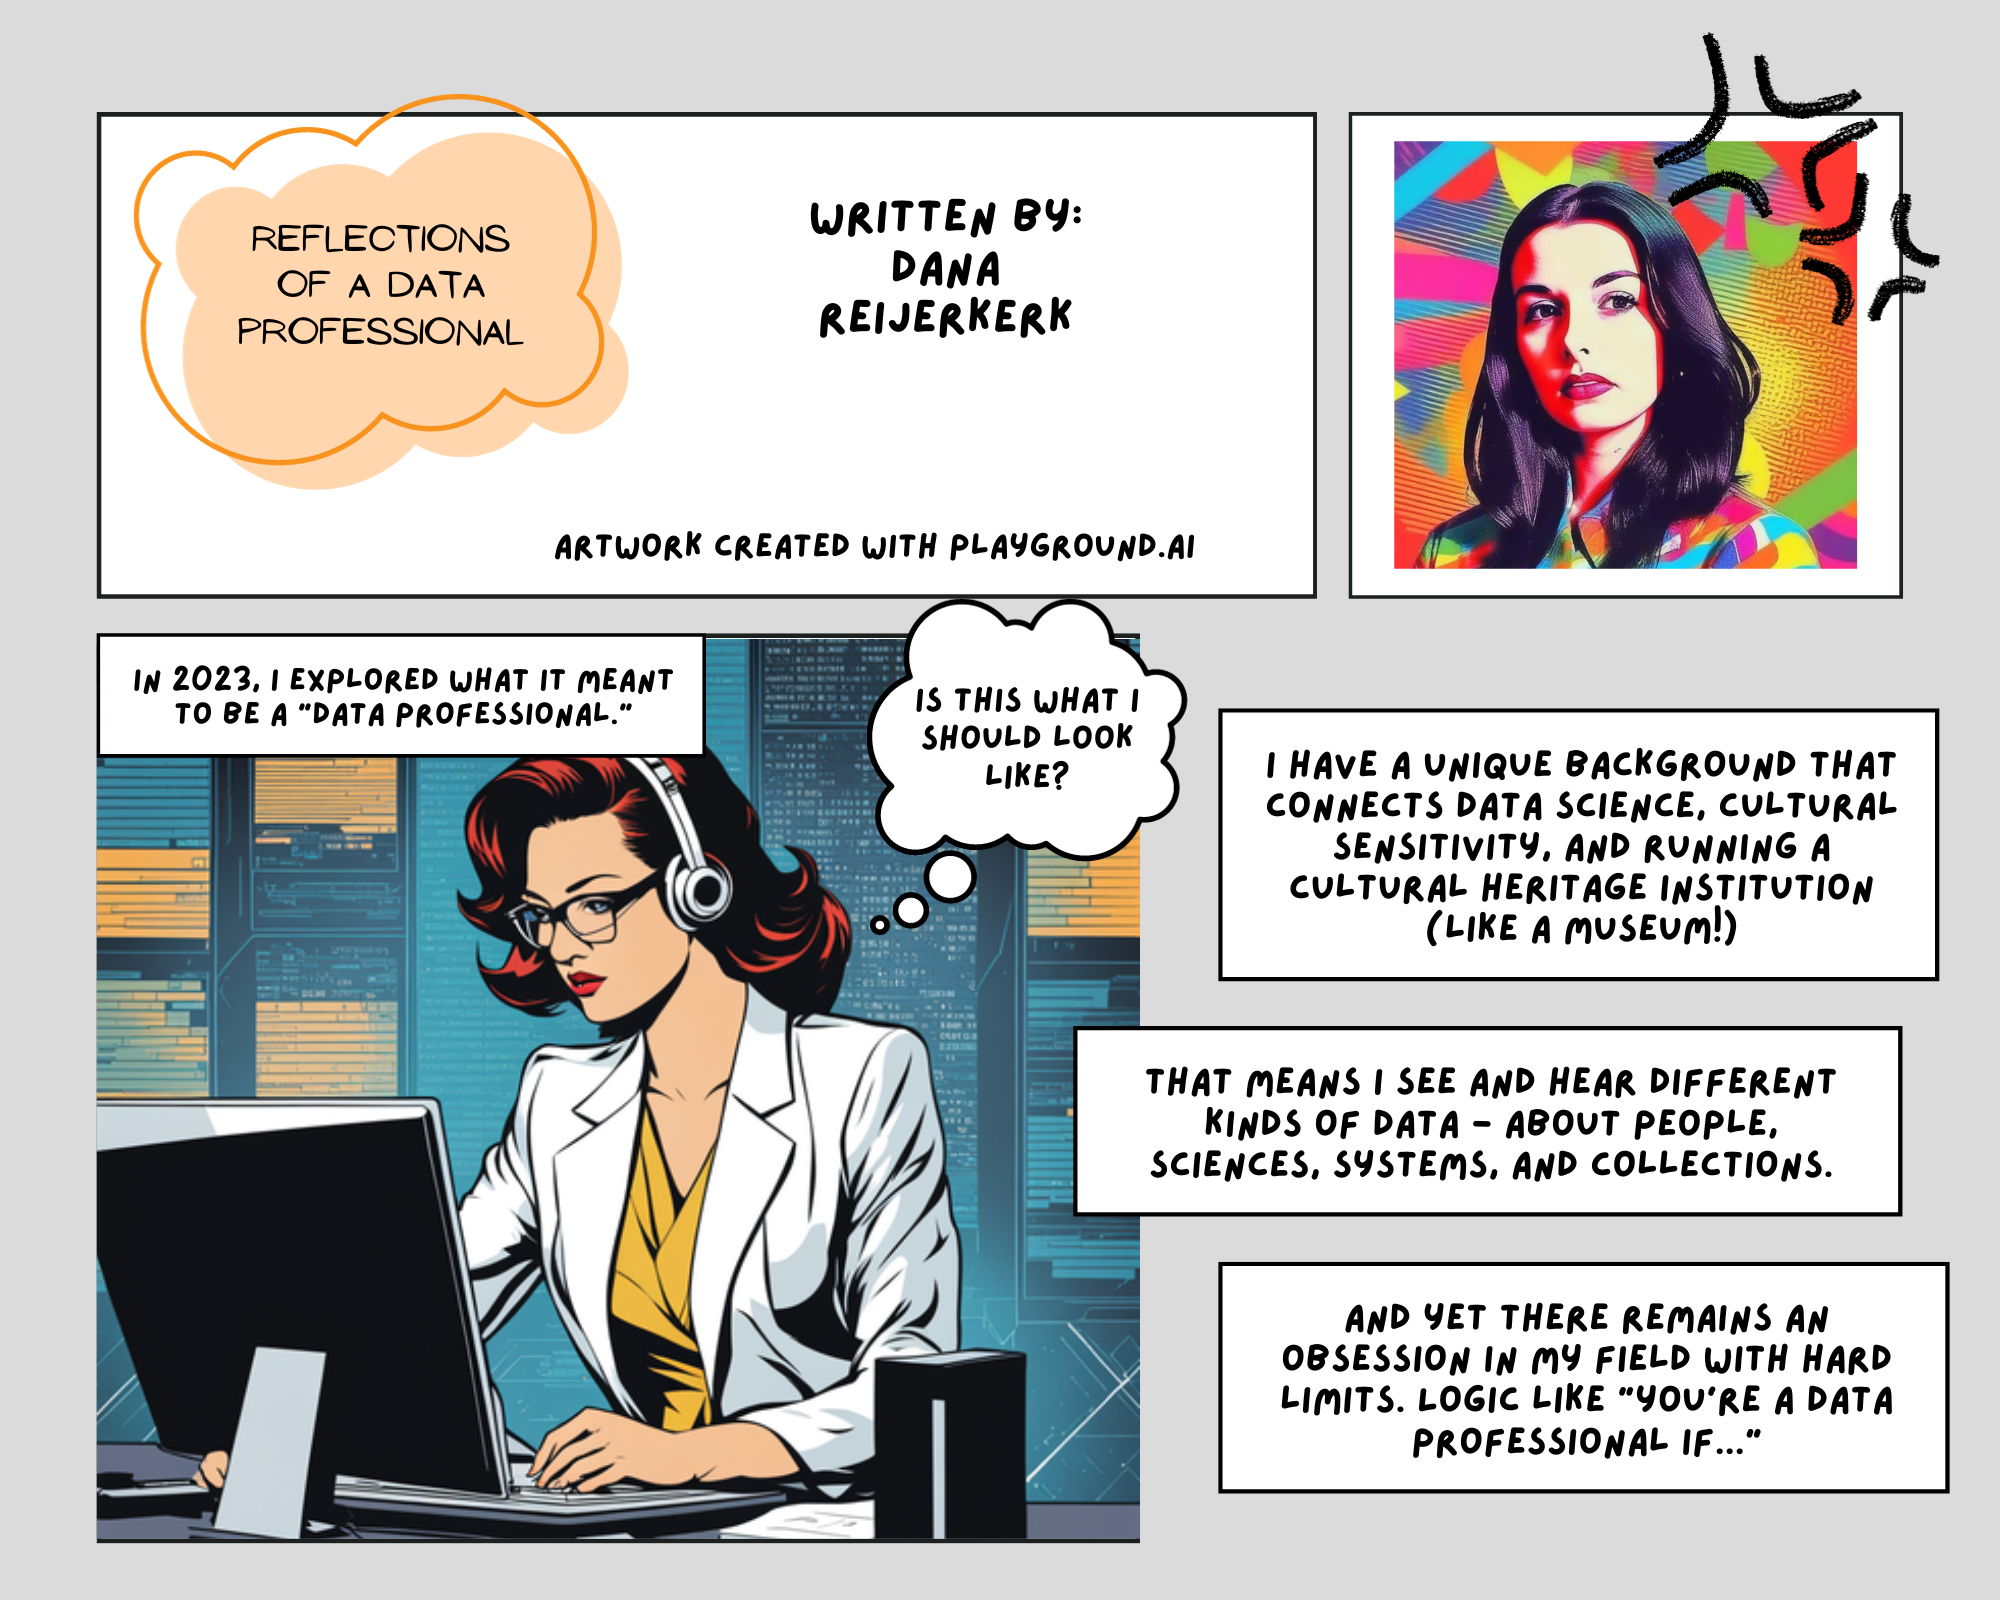 REFLECTIONS
OF A DATA
PROFESSIONAL
WRITTEN BY:
DANA
REIJERKERK
ARTWORK CREATED WITH PLAYGROUND.AI
IN 2023, I EXPLORED WHAT IT MEANT
TO BE A "DATA PROFESSIONAL."
IS THIS WHAT I
SHOULD LOOK
LIKE?
I HAVE A UNIQUE BACKGROUND THAT
CONNECTS DATA SCIENCE, CULTURAL
SENSITIVITY, AND RUNNING A
CULTURAL HERITAGE INSTITUTION
(LIKE A MUSEUM!)
THAT MEANS I SEE AND HEAR DIFFERENT
KINDS OF DATA - ABOUT PEOPLE,
SCIENCES, SYSTEMS, AND COLLECTIONS.
AND YET THERE REMAINS AN
OBSESSION IN MY FIELD WITH HARD
LIMITS. LOGIC LIKE "YOU'RE A DATA
PROFESSIONAL IF..."